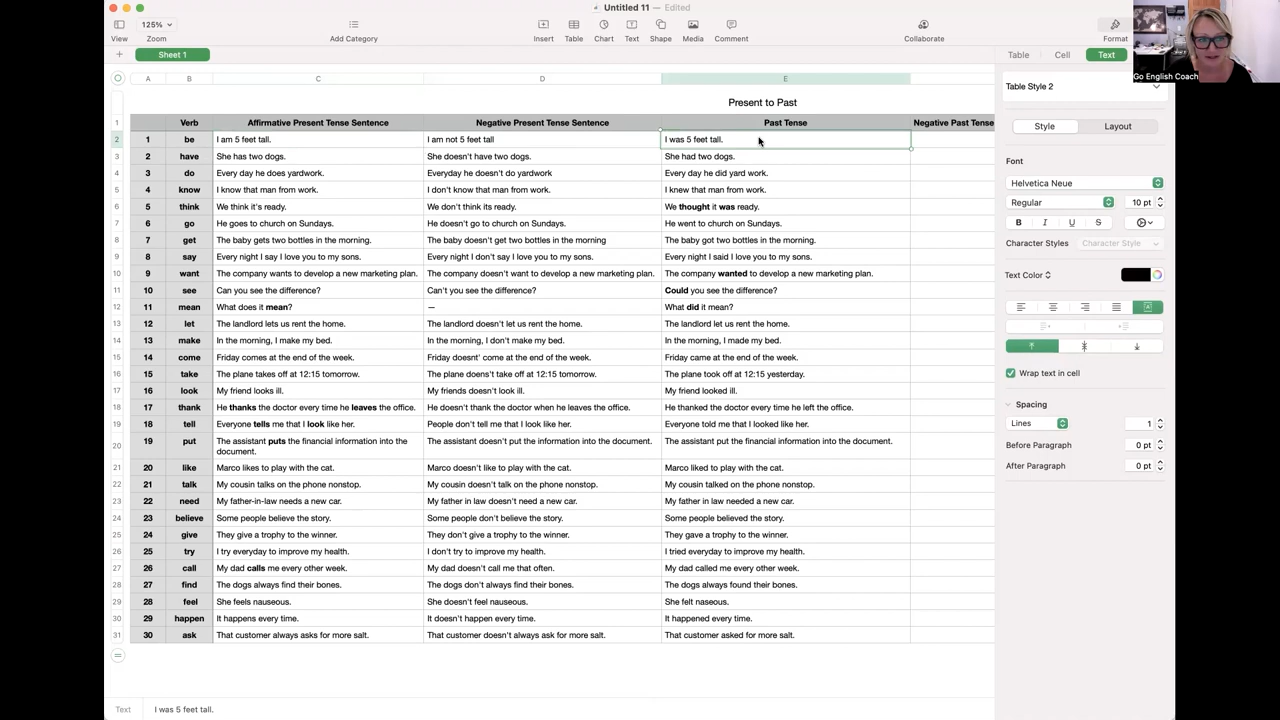 Untitled 11 — Edited
125%
View Zoom Add Category Insert Table Chart Text Shape Media Comment Collaborate Format
Go English Coach
+ Sheet 1 Table Cell Text
A B C D E
Table Style 2
Present to Past
1 Verb Affirmative Present Tense Sentence Negative Present Tense Sentence Past Tense Negative Past Tense
2 1 be I am 5 feet tall. I am not 5 feet tall I was 5 feet tall.
3 2 have She has two dogs. She doesn't have two dogs. She had two dogs.
4 3 do Every day he does yardwork. Everyday he doesn't do yardwork Every day he did yard work.
5 4 know I know that man from work. I don't know that man from work. I knew that man from work.
6 5 think We think it's ready. We don't think its ready. We thought it was ready.
7 6 go He goes to church on Sundays. He doesn't go to church on Sundays. He went to church on Sundays.
8 7 get The baby gets two bottles in the morning. The baby doesn't get two bottles in the morning The baby got two bottles in the morning.
9 8 say Every night I say I love you to my sons. Every night I don't say I love you to my sons. Every night I said I love you to my sons.
10 9 want The company wants to develop a new marketing plan. The company doesn't want to develop a new marketing plan. The company wanted to develop a new marketing plan.
11 10 see Can you see the difference? Can't you see the difference? Could you see the difference?
12 11 mean What does it mean? — What did it mean?
13 12 let The landlord lets us rent the home. The landlord doesn't let us rent the home. The landlord let us rent the home.
14 13 make In the morning, I make my bed. In the morning, I don't make my bed. In the morning, I made my bed.
15 14 come Friday comes at the end of the week. Friday doesnt' come at the end of the week. Friday came at the end of the week.
16 15 take The plane takes off at 12:15 tomorrow. The plane doens't take off at 12:15 tomorrow. The plane took off at 12:15 yesterday.
17 16 look My friend looks ill. My friends doesn't look ill. My friend looked ill.
18 17 thank He thanks the doctor every time he leaves the office. He doesn't thank the doctor when he leaves the office. He thanked the doctor every time he left the office.
19 18 tell Everyone tells me that I look like her. People don't tell me that I look like her. Everyone told me that I looked like her.
20 19 put The assistant puts the financial information into the document. The assistant doesn't put the information into the document. The assistant put the financial information into the document.
21 20 like Marco likes to play with the cat. Marco doesn't like to play with the cat. Marco liked to play with the cat.
22 21 talk My cousin talks on the phone nonstop. My cousin doesn't talk on the phone nonstop. My cousin talked on the phone nonstop.
23 22 need My father-in-law needs a new car. My father in law doesn't need a new car. My father in law needed a new car.
24 23 believe Some people believe the story. Some people don't believe the story. Some people believed the story.
25 24 give They give a trophy to the winner. They don't give a trophy to the winner. They gave a trophy to the winner.
26 25 try I try everyday to improve my health. I don't try to improve my health. I tried everyday to improve my health.
27 26 call My dad calls me every other week. My dad doesn't call me that often. My dad called me every other week.
28 27 find The dogs always find their bones. The dogs don't always find their bones. The dogs always found their bones.
29 28 feel She feels nauseous. She doesn't feel nauseous. She felt naseous.
30 29 happen It happens every time. It doesn't happen every time. It happened every time.
31 30 ask That customer always asks for more salt. That customer doesn't always ask for more salt. That customer asked for more salt.
Style Layout
Font
Helvetica Neue
Regular 10 pt
B I U S
Character Styles Character Style
Text Color
Wrap text in cell
Spacing
Lines 1
Before Paragraph 0 pt
After Paragraph 0 pt
Text I was 5 feet tall.